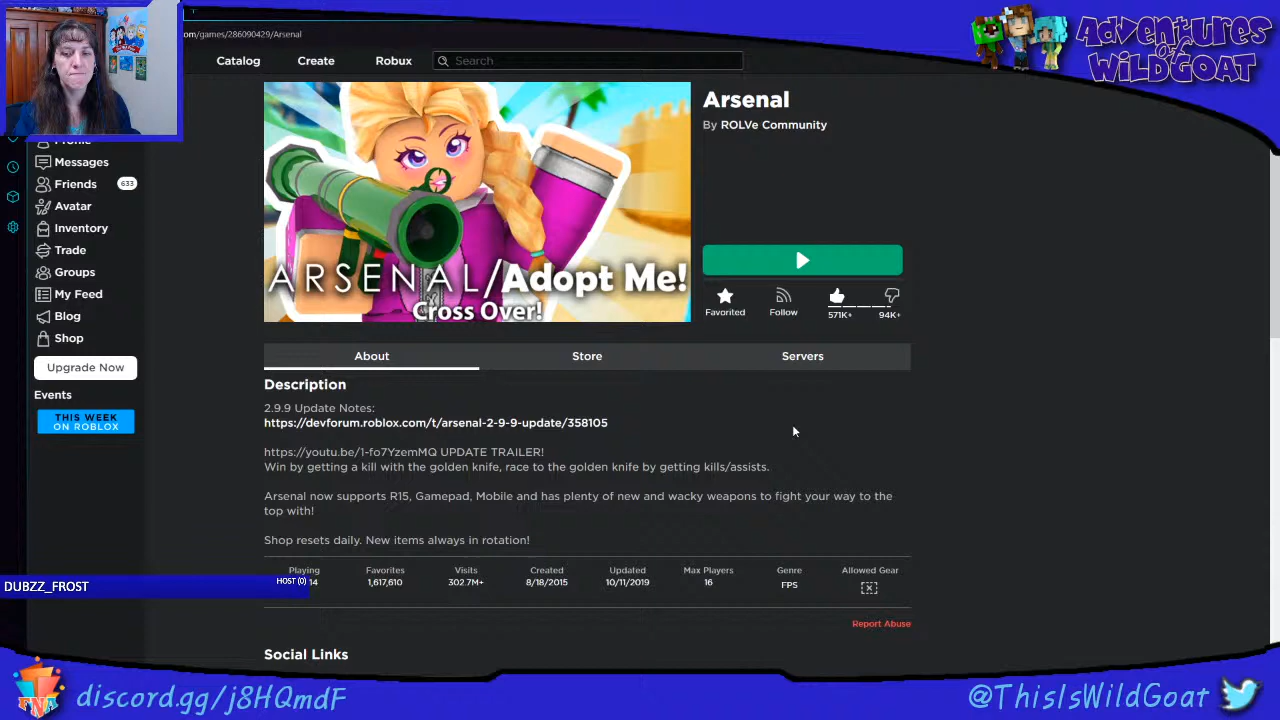 om/games/286090429/Arsenal
Catalog
Create
Robux
Search
Adventures
of
WildGoat
Profile
Messages
Friends
633
Avatar
Inventory
Trade
Groups
My Feed
Blog
Shop
Upgrade Now
Events
THIS WEEK
ON ROBLOX
ARSENAL/Adopt Me!
Cross Over!
Arsenal
By ROLVe Community
Favorited
Follow
571K+
94K+
About
Store
Servers
Description
2.9.9 Update Notes:
https://devforum.roblox.com/t/arsenal-2-9-9-update/358105
https://youtu.be/1-fo7YzemMQ UPDATE TRAILER!
Win by getting a kill with the golden knife, race to the golden knife by getting kills/assists.
Arsenal now supports R15, Gamepad, Mobile and has plenty of new and wacky weapons to fight your way to the
top with!
Shop resets daily. New items always in rotation!
Playing
Favorites
Visits
Created
Updated
Max Players
Genre
Allowed Gear
14
1,617,610
302.7M+
8/18/2015
10/11/2019
16
FPS
DUBZZ_FROST
HOST (0)
Report Abuse
Social Links
FNA
discord.gg/j8HQmdF
@ThisIsWildGoat